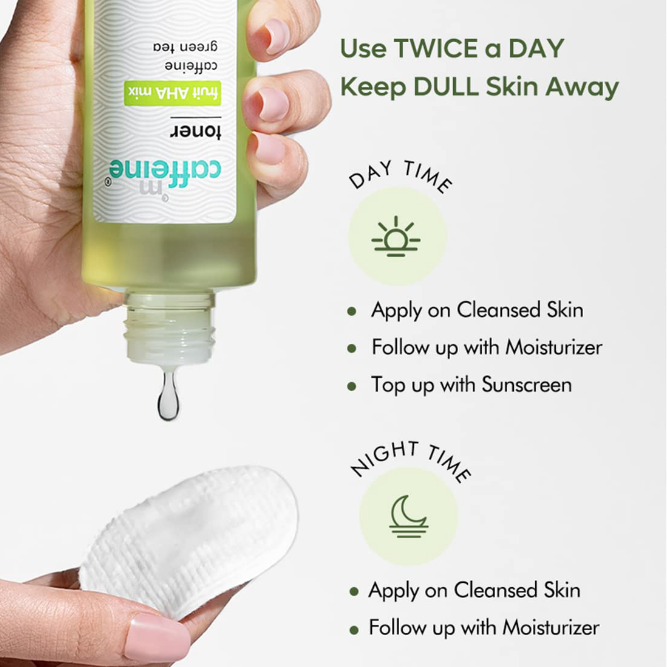 green tea
caffeine
fruit AHA mix
toner
mcaffeine®
Use TWICE a DAY
Keep DULL Skin Away
DAY TIME
Apply on Cleansed Skin
Follow up with Moisturizer
Top up with Sunscreen
NIGHT TIME
Apply on Cleansed Skin
Follow up with Moisturizer